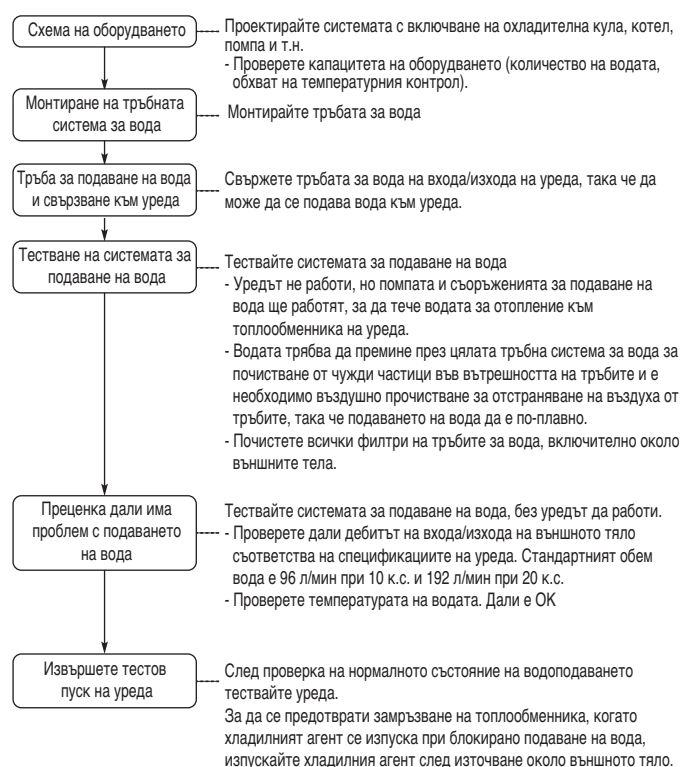 Схема на оборудването
Проектирайте системата с включване на охладителна кула, котел,
помпа и т.н.
- Проверете капацитета на оборудването (количество на водата,
обхват на температурния контрол).
Монтиране на тръбната
система за вода
Монтирайте тръбата за вода
Тръба за подаване на вода
и свързване към уреда
Свържете тръбата за вода на входа/изхода на уреда, така че да
може да се подава вода към уреда.
Тестване на системата за
подаване на вода
Тествайте системата за подаване на вода
- Уредът не работи, но помпата и съоръженията за подаване на
вода ще работят, за да тече водата за отопление към
топлообменника на уреда.
- Водата трябва да премине през цялата тръбна система за вода за
почистване от чужди частици във вътрешността на тръбите и е
необходимо въздушно прочистване за отстраняване на въздуха от
тръбите, така че подаването на вода да е по-плавно.
- Почистете всички филтри на тръбите за вода, включително около
външните тела.
Преценка дали има
проблем с подаването
на вода
Тествайте системата за подаване на вода, без уредът да работи.
- Проверете дали дебитът на входа/изхода на външното тяло
съответства на спецификациите на уреда. Стандартният обем
вода е 96 л/мин при 10 к.с. и 192 л/мин при 20 к.с.
- Проверете температурата на водата. Дали е OK
Извършете тестов
пуск на уреда
След проверка на нормалното състояние на водоподаването
тествайте уреда.
За да се предотврати замръзване на топлообменника, когато
хладилният агент се изпуска при блокирано подаване на вода,
изпускайте хладилния агент след източване около външното тяло.